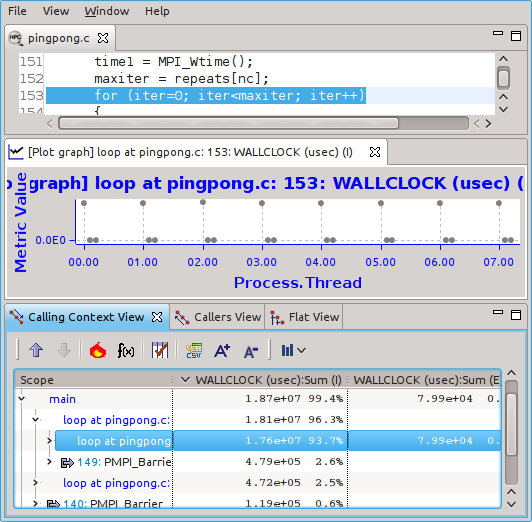 File View Window Help
HPC pingpong.c
151 time1 = MPI_Wtime();
152 maxiter = repeats[nc];
153 for (iter=0; iter<maxiter; iter++)
154 {
[Plot graph] loop at pingpong.c: 153: WALLCLOCK (usec) (I)
graph] loop at pingpong.c: 153: WALLCLOCK (usec) (
Metric Value
0.0E0
00.00 01.00 02.00 03.00 04.00 05.00 06.00 07.00
Process.Thread
Calling Context View Callers View Flat View
f(x) CSV A+ A-
Scope WALLCLOCK (usec):Sum (I) WALLCLOCK (usec):Sum (E
main 1.87e+07 99.4% 7.99e+04 0.
loop at pingpong.c: 1.81e+07 96.3%
loop at pingpong 1.76e+07 93.7% 7.99e+04 0.
149: PMPI_Barrie 4.79e+05 2.6%
loop at pingpong.c: 4.72e+05 2.5%
140: PMPI_Barrier 1.19e+05 0.6%